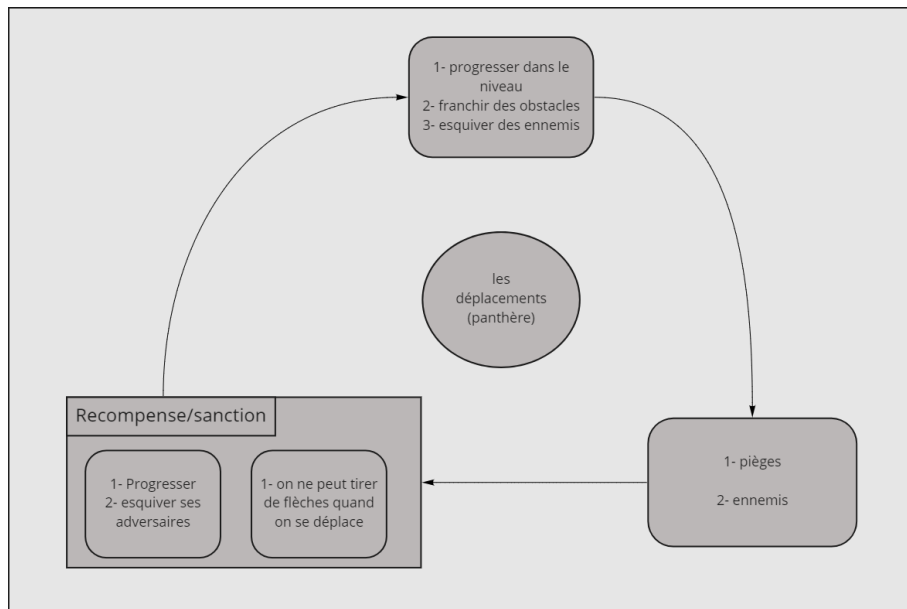 1- progresser dans le
niveau
2- franchir des obstacles
3- esquiver des ennemis
les
déplacements
(panthère)
Recompense/sanction
1- Progresser
2- esquiver ses
adversaires
1- on ne peut tirer
de flèches quand
on se déplace
1- pièges
2- ennemis